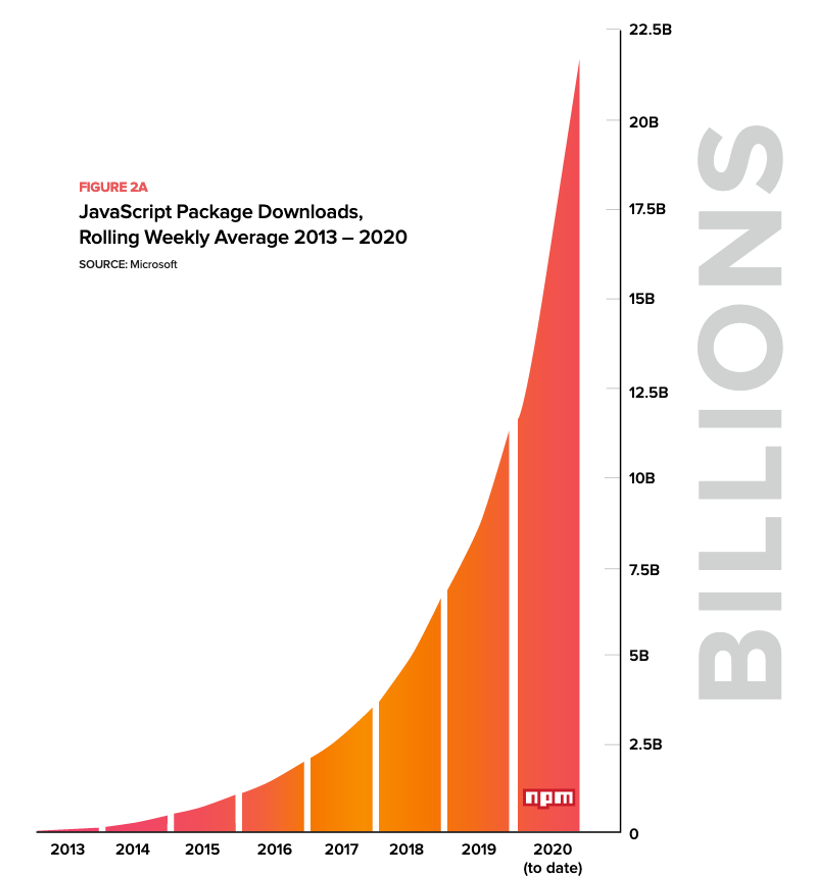 FIGURE 2A
JavaScript Package Downloads,
Rolling Weekly Average 2013 – 2020
SOURCE: Microsoft
22.5B
20B
17.5B
15B
12.5B
10B
7.5B
5B
2.5B
0
BILLIONS
npm
2013 2014 2015 2016 2017 2018 2019 2020
(to date)